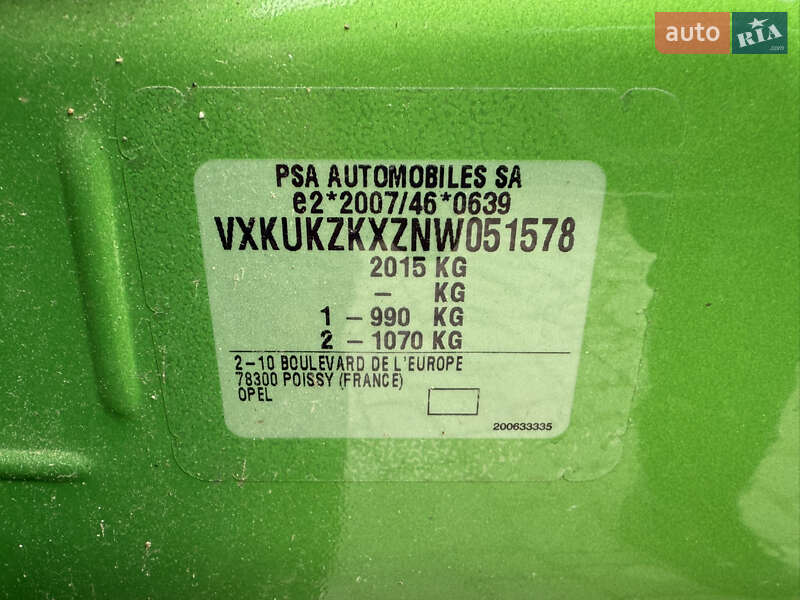 auto RIA .com
PSA AUTOMOBILES SA
e2*2007/46*0639
VXKUKZKXZNW051578
2015 KG
- KG
1 - 990 KG
2 - 1070 KG
2-10 BOULEVARD DE L'EUROPE
78300 POISSY (FRANCE)
OPEL
200633335